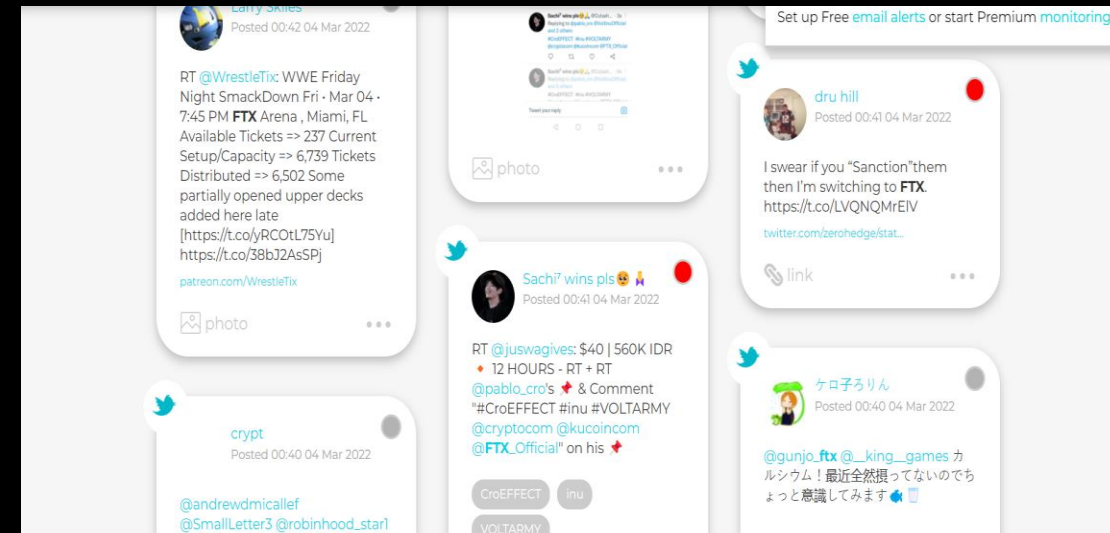 Larry Skiles
Posted 00:42 04 Mar 2022
RT @WrestleTix: WWE Friday
Night SmackDown Fri • Mar 04 •
7:45 PM FTX Arena , Miami, FL
Available Tickets => 237 Current
Setup/Capacity => 6,739 Tickets
Distributed => 6,502 Some
partially opened upper decks
added here late
[https://t.co/yRCOtL75Yu]
https://t.co/38bJ2AsSPj
patreon.com/WrestleTix
photo
crypt
Posted 00:40 04 Mar 2022
@andrewdmicallef
@SmallLetter3 @robinhood_star1
photo
Sachi⁷ wins pls🥺🙏
Posted 00:41 04 Mar 2022
RT @juswagives: $40 | 560K IDR
🔸 12 HOURS - RT + RT
@pablo_cro's 📌 & Comment
"#CroEFFECT #inu #VOLTARMY
@cryptocom @kucoincom
@FTX_Official" on his 📌
CroEFFECT inu
VOLTARMY
Set up Free email alerts or start Premium monitoring
dru hill
Posted 00:41 04 Mar 2022
I swear if you “Sanction”them
then I’m switching to FTX.
https://t.co/LVQNQMrEIV
twitter.com/zerohedge/stat...
link
ケロ子ろりん
Posted 00:40 04 Mar 2022
@gunjo_ftx @__king__games カ
ルシウム！最近全然摂ってないのでち
ょっと意識してみます🐟🥛